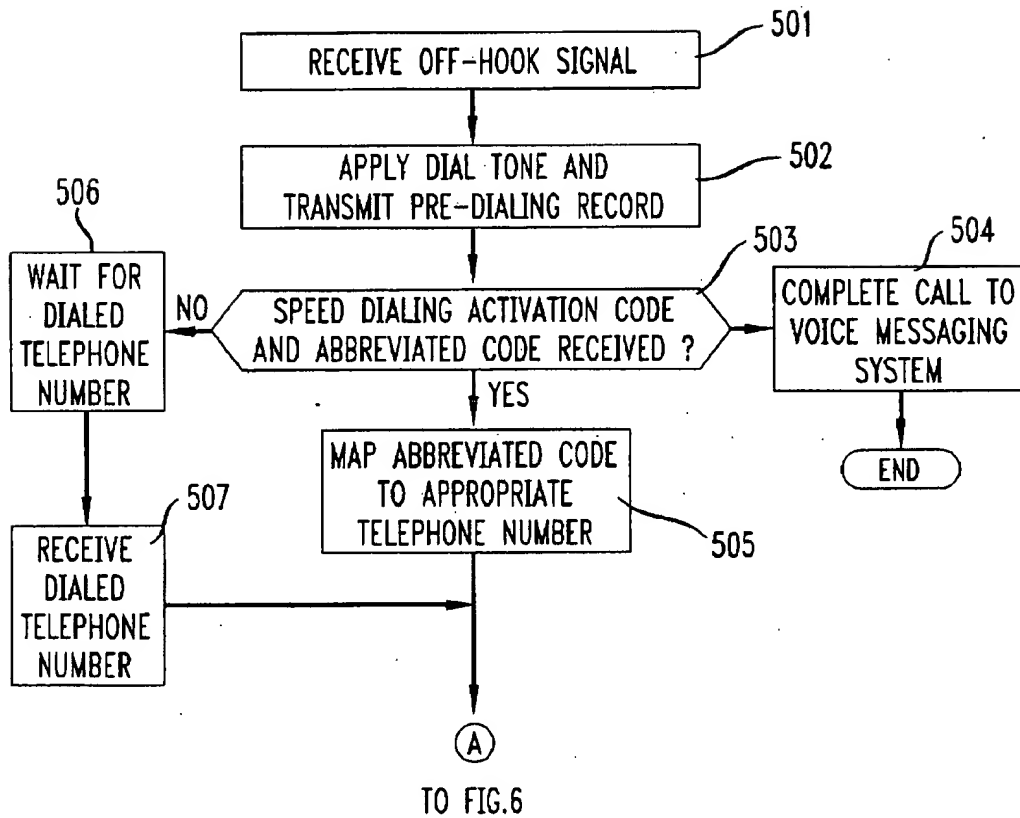 501
RECEIVE OFF-HOOK SIGNAL
502
APPLY DIAL TONE AND
TRANSMIT PRE-DIALING RECORD
503
SPEED DIALING ACTIVATION CODE
AND ABBREVIATED CODE RECEIVED ?
NO
YES
504
COMPLETE CALL TO
VOICE MESSAGING
SYSTEM
END
506
WAIT FOR
DIALED
TELEPHONE
NUMBER
507
RECEIVE
DIALED
TELEPHONE
NUMBER
MAP ABBREVIATED CODE
TO APPROPRIATE
TELEPHONE NUMBER
505
A
TO FIG.6